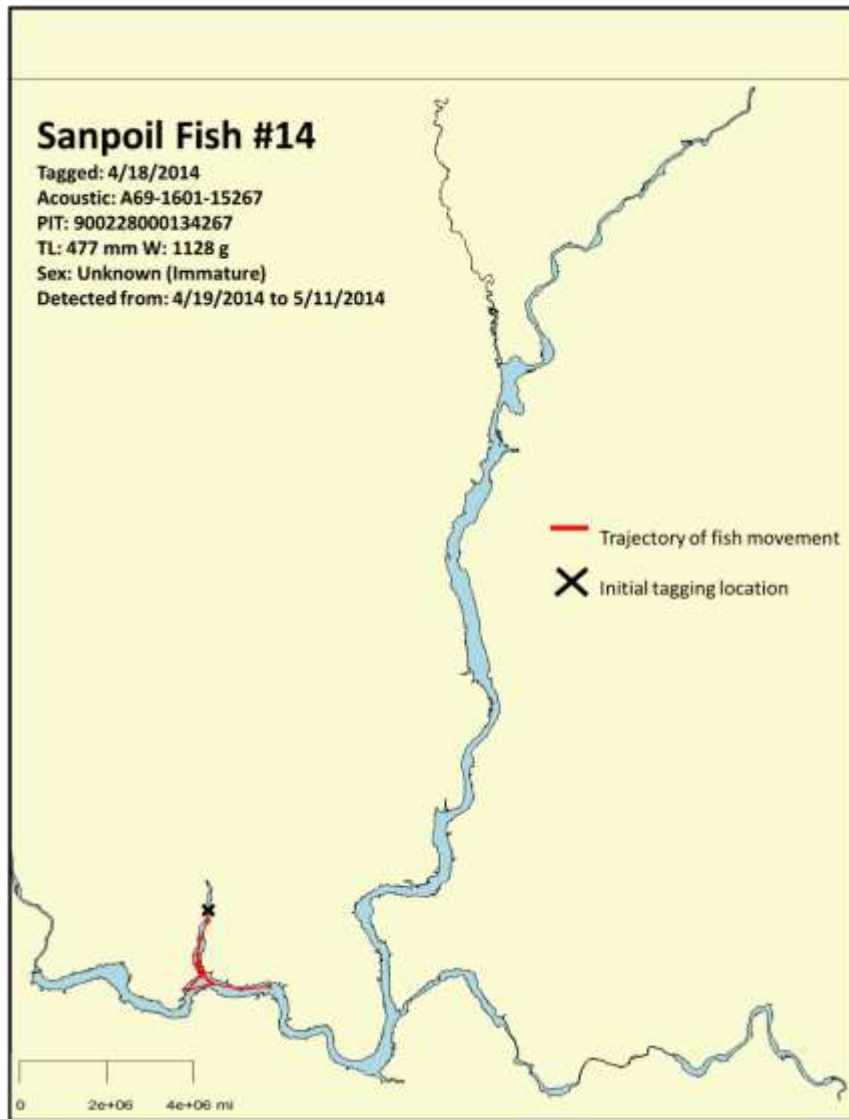 Sanpoil Fish #14
Tagged: 4/18/2014
Acoustic: A69-1601-15267
PIT: 900228000134267
TL: 477 mm W: 1128 g
Sex: Unknown (Immature)
Detected from: 4/19/2014 to 5/11/2014
Trajectory of fish movement
Initial tagging location
0 2e+06 4e+06 mi